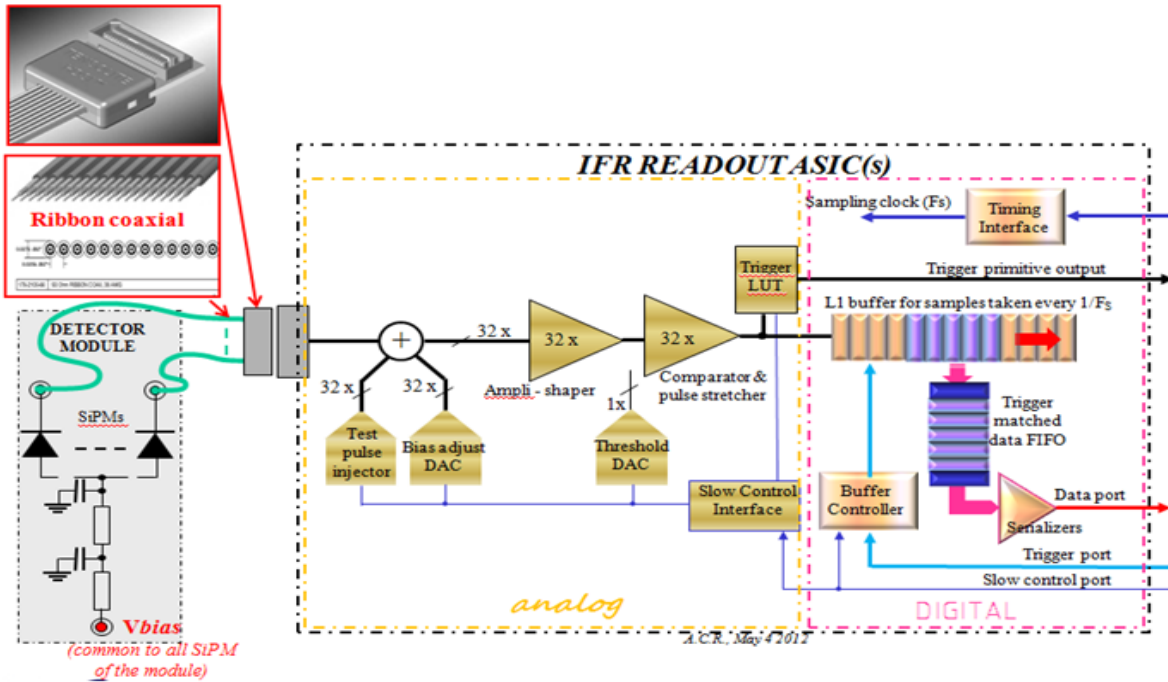 IFR READOUT ASIC(s)
Ribbon coaxial
DETECTOR
MODULE
SiPMs
Vbias
(common to all SiPM
of the module)
+
32 x
32 x
32 x
Ampli - shaper
32 x
Comparator &
pulse stretcher
1x
32 x
Test
pulse
injector
Bias adjust
DAC
Threshold
DAC
Slow Control
Interface
Trigger
LUT
analog
Sampling clock (Fs)
Timing
Interface
Trigger primitive output
L1 buffer for samples taken every 1/FS
Trigger
matched
data FIFO
Buffer
Controller
Serializers
Data port
Trigger port
Slow control port
DIGITAL
A.C.R., May 4 2012